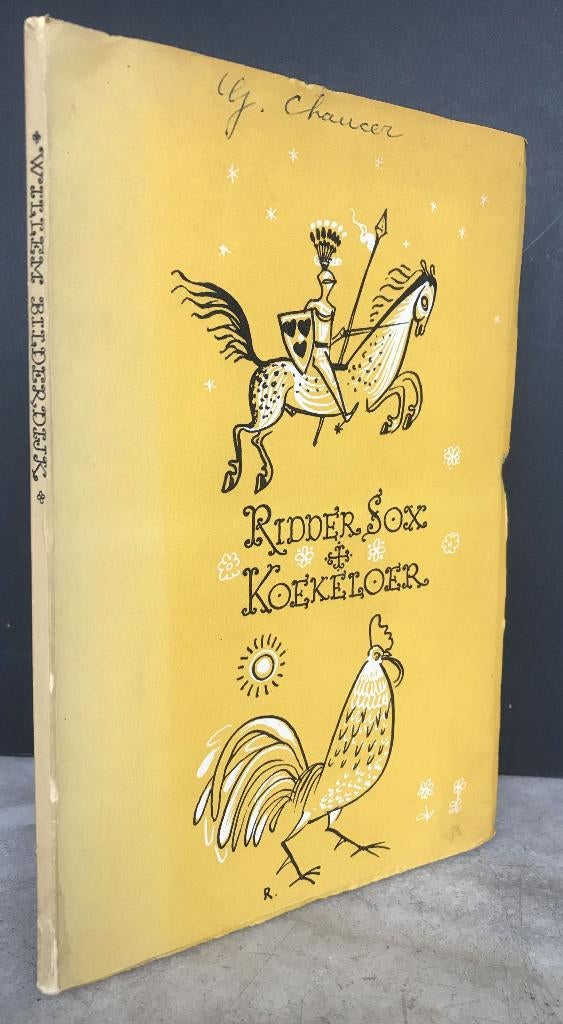 Chaucer
WILLEM BILDERDIJK
RIDDER SOX
KOEKELOER
R.